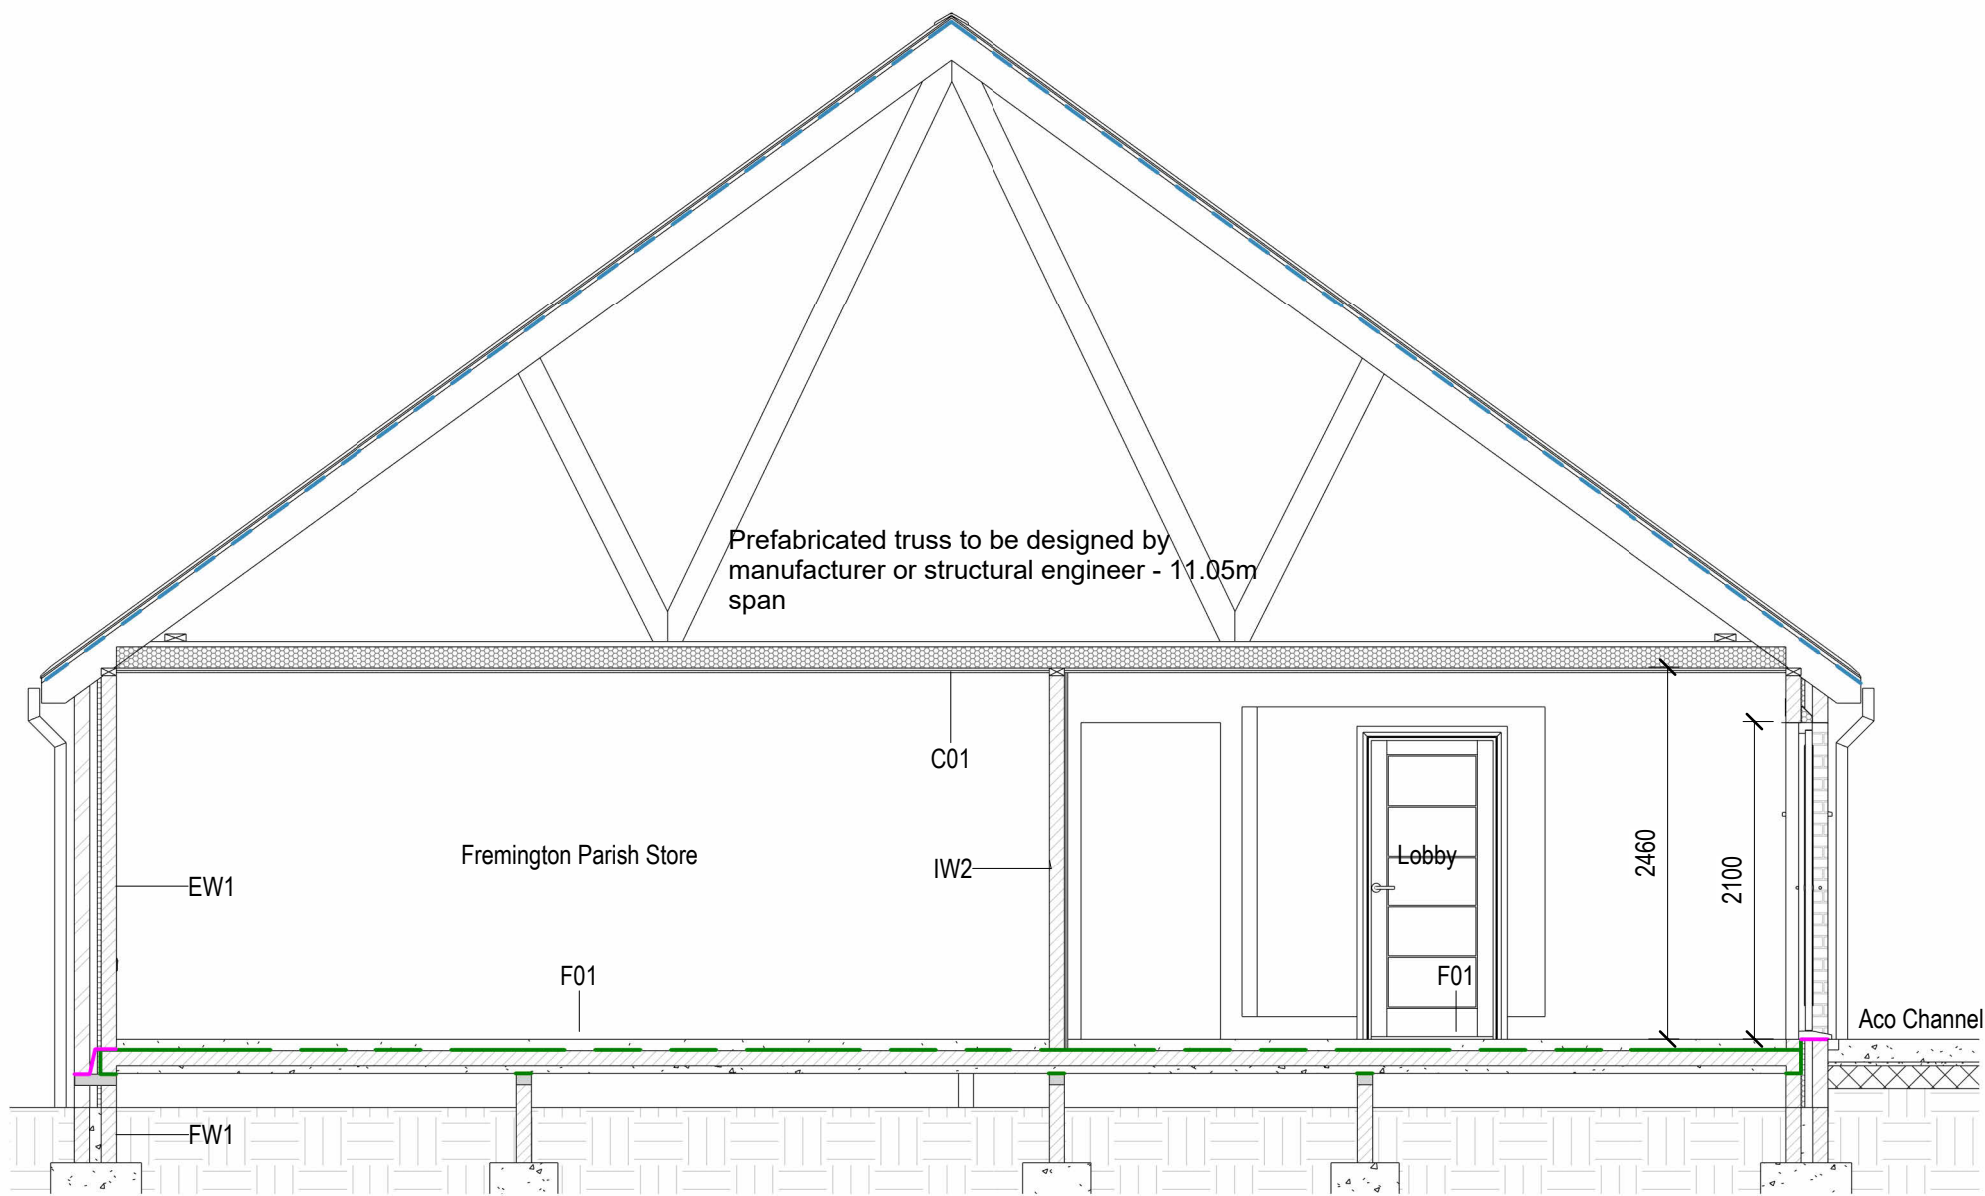 Prefabricated truss to be designed by
manufacturer or structural engineer - 11.05m
span
C01
Fremington Parish Store
IW2
Lobby
2460
2100
EW1
F01
F01
Aco Channel
FW1